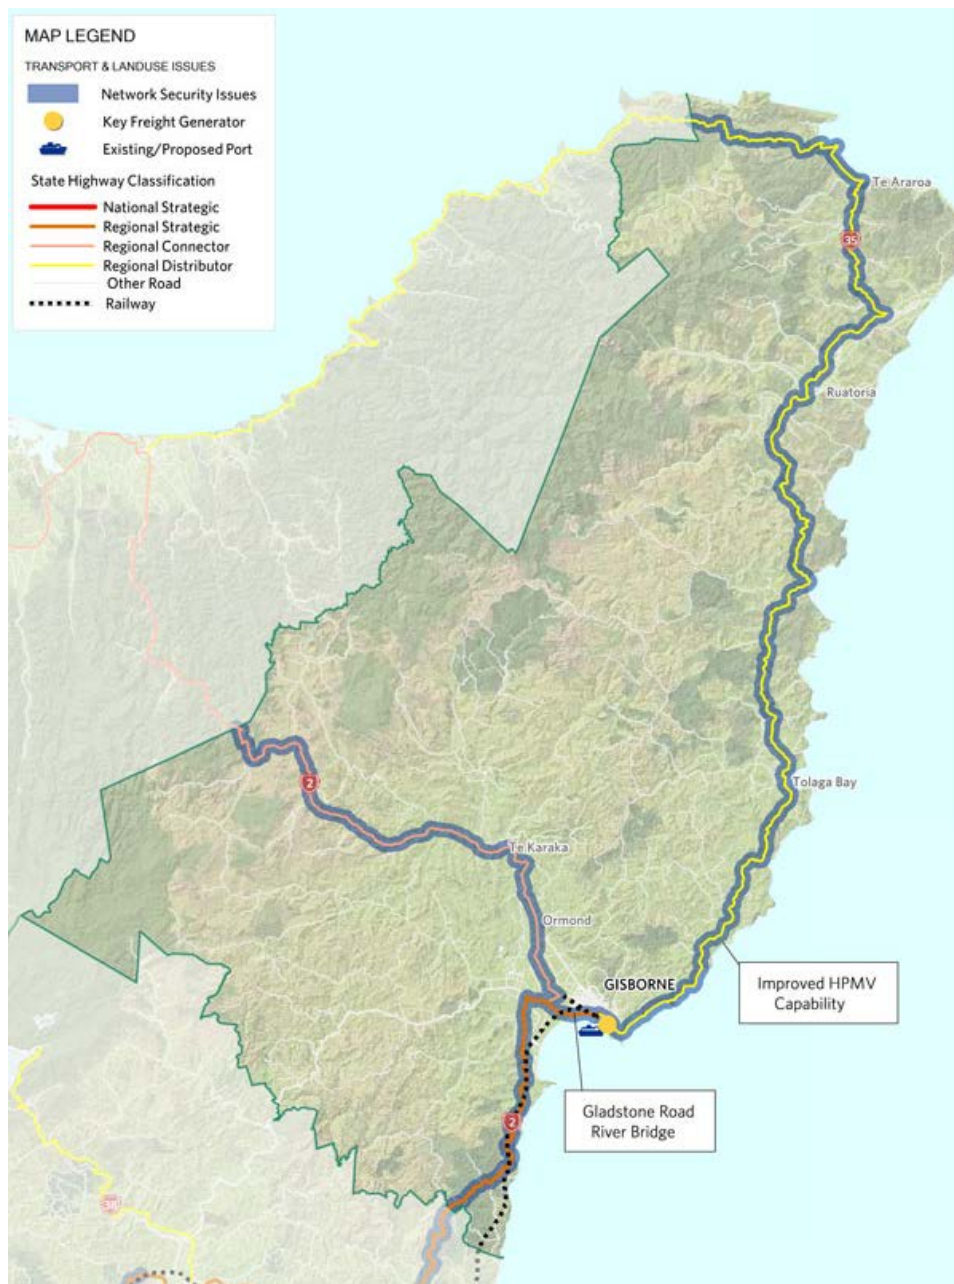 MAP LEGEND
TRANSPORT & LANDUSE ISSUES
Network Security Issues
Key Freight Generator
Existing/Proposed Port
State Highway Classification
National Strategic
Regional Strategic
Regional Connector
Regional Distributor
Other Road
Railway
Te Araroa
35
Ruatoria
2
Tolaga Bay
Te Karaka
Ormond
GISBORNE
Improved HPMV
Capability
Gladstone Road
River Bridge
2